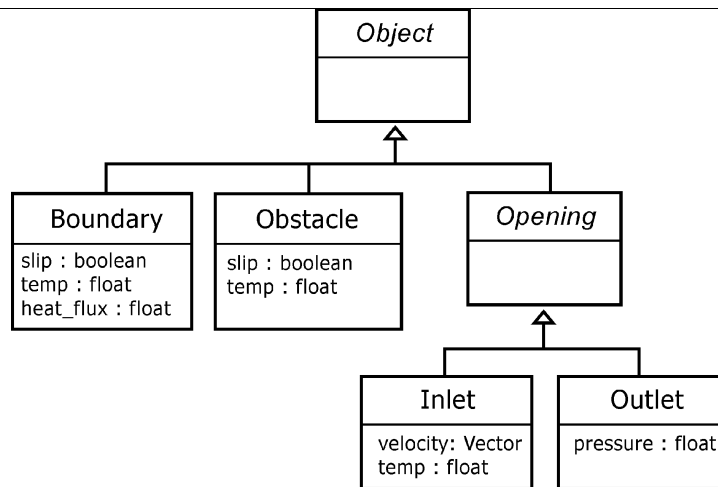 Object
Boundary
slip : boolean
temp : float
heat_flux : float
Obstacle
slip : boolean
temp : float
Opening
Inlet
velocity: Vector
temp : float
Outlet
pressure : float